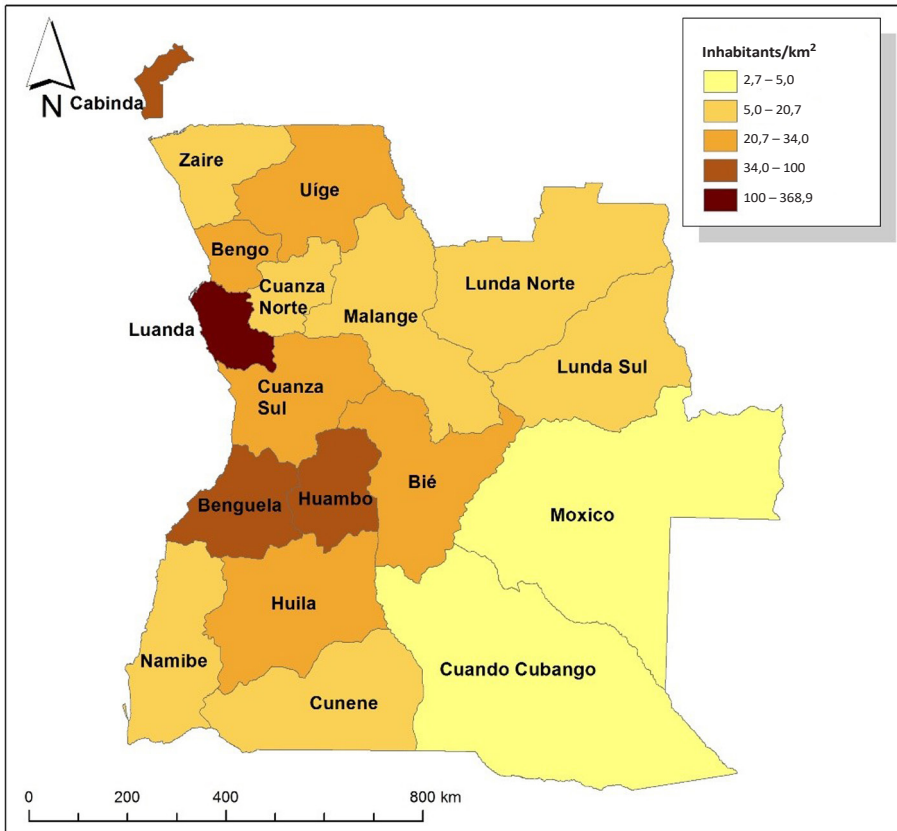 N
Cabinda
Zaire
Uíge
Bengo
Cuanza
Norte
Luanda
Malange
Lunda Norte
Lunda Sul
Cuanza
Sul
Benguela
Huambo
Bié
Moxico
Huila
Namibe
Cunene
Cuando Cubango
Inhabitants/km²
2,7 – 5,0
5,0 – 20,7
20,7 – 34,0
34,0 – 100
100 – 368,9
0 200 400 800 km